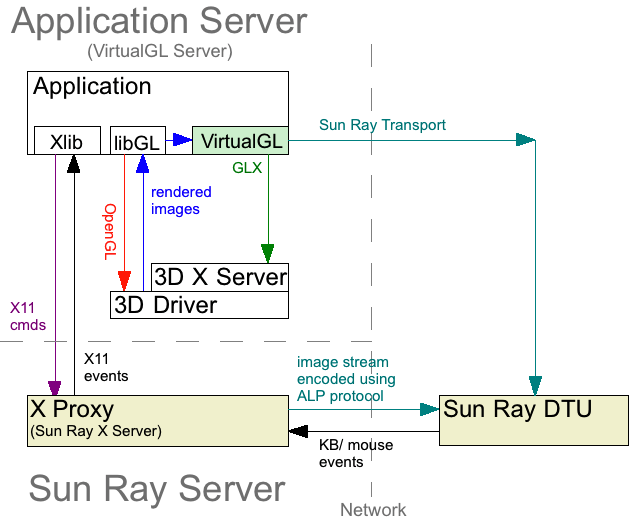 Application Server
(VirtualGL Server)
Application
Xlib
libGL
VirtualGL
Sun Ray Transport
GLX
rendered
images
OpenGL
3D X Server
3D Driver
X11
cmds
X11
events
image stream
encoded using
ALP protocol
X Proxy
(Sun Ray X Server)
Sun Ray DTU
KB/ mouse
events
Sun Ray Server
Network